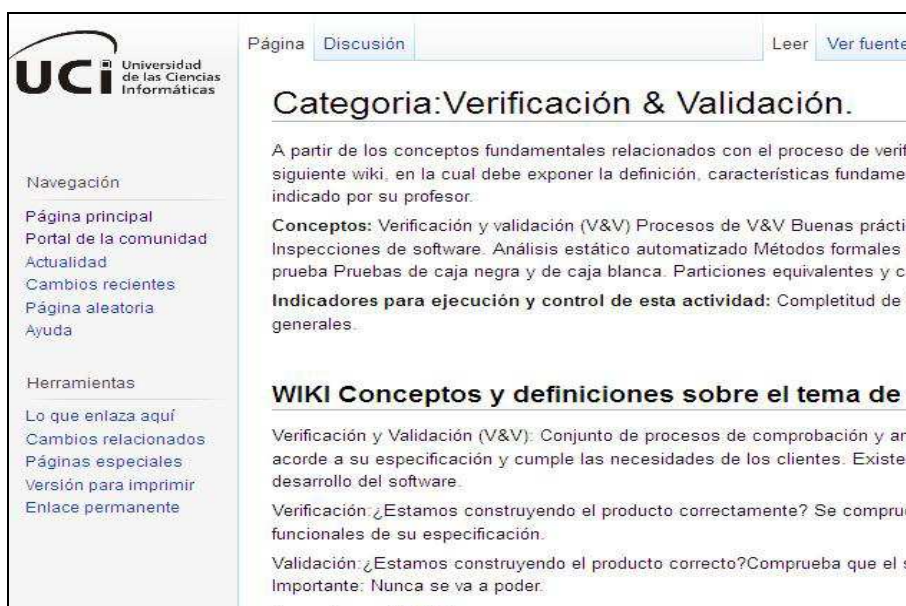 UCi Universidad
de las Ciencias
Informáticas
Página Discusión Leer Ver fuente
Categoria:Verificación & Validación.
A partir de los conceptos fundamentales relacionados con el proceso de verif
siguiente wiki, en la cual debe exponer la definición, características fundame
indicado por su profesor.
Conceptos: Verificación y validación (V&V) Procesos de V&V Buenas prácti
Inspecciones de software. Análisis estático automatizado Métodos formales
prueba Pruebas de caja negra y de caja blanca. Particiones equivalentes y c
Indicadores para ejecución y control de esta actividad: Completitud de
generales.
WIKI Conceptos y definiciones sobre el tema de
Verificación y Validación (V&V): Conjunto de procesos de comprobación y an
acorde a su especificación y cumple las necesidades de los clientes. Existe
desarrollo del software.
Verificación:¿Estamos construyendo el producto correctamente? Se compru
funcionales de su especificación.
Validación:¿Estamos construyendo el producto correcto?Comprueba que el s
Importante: Nunca se va a poder.
Navegación
Página principal
Portal de la comunidad
Actualidad
Cambios recientes
Página aleatoria
Ayuda
Herramientas
Lo que enlaza aquí
Cambios relacionados
Páginas especiales
Versión para imprimir
Enlace permanente